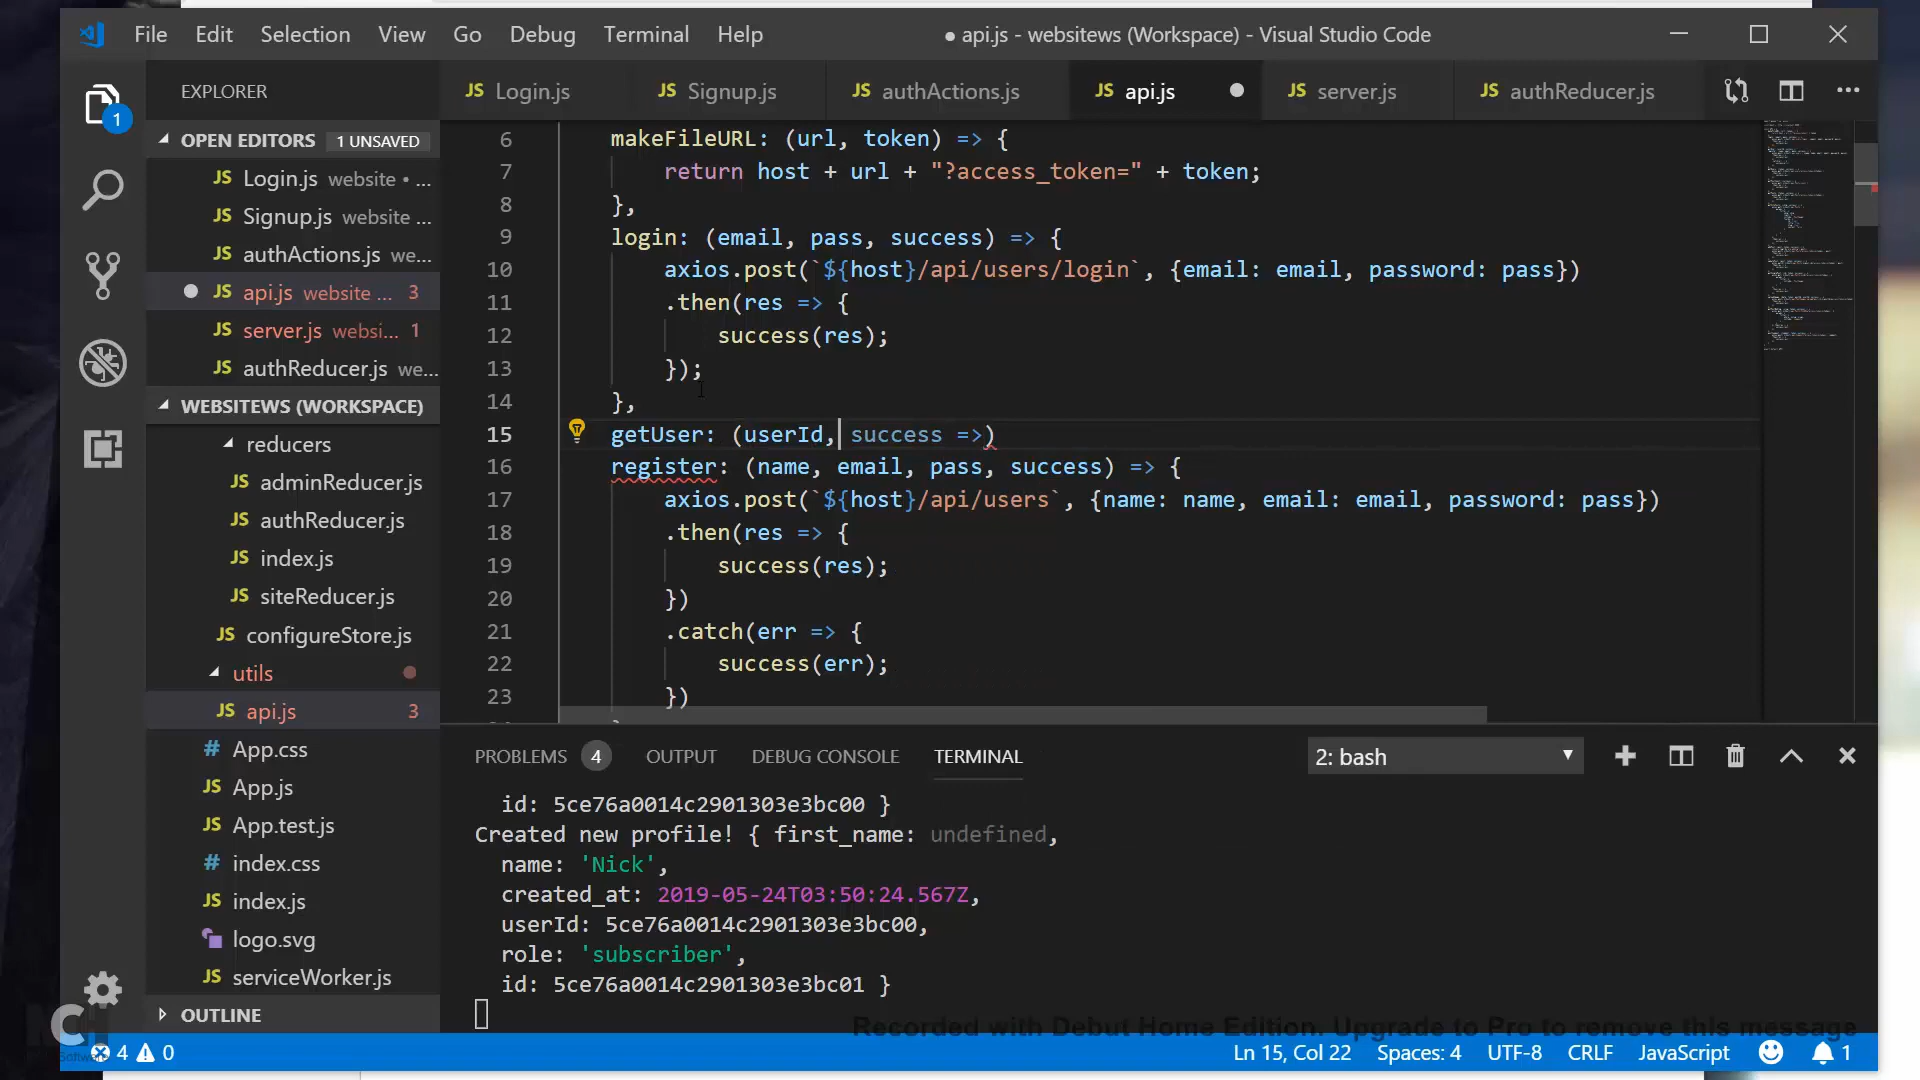 File Edit Selection View Go Debug Terminal Help
● api.js - websitews (Workspace) - Visual Studio Code
1
EXPLORER
JS Login.js
JS Signup.js
JS authActions.js
JS api.js
JS server.js
JS authReducer.js
OPEN EDITORS 1 UNSAVED
JS Login.js website • ...
JS Signup.js website ...
JS authActions.js we...
JS api.js website ... 3
JS server.js websi... 1
JS authReducer.js we...
WEBSITEWS (WORKSPACE)
reducers
JS adminReducer.js
JS authReducer.js
JS index.js
JS siteReducer.js
JS configureStore.js
utils
JS api.js 3
# App.css
JS App.js
JS App.test.js
# index.css
JS index.js
logo.svg
JS serviceWorker.js
OUTLINE
6 makeFileURL: (url, token) => {
7 return host + url + "?access_token=" + token;
8 },
9 login: (email, pass, success) => {
10 axios.post(`${host}/api/users/login`, {email: email, password: pass})
11 .then(res => {
12 success(res);
13 });
14 },
15 getUser: (userId, success =>)
16 register: (name, email, pass, success) => {
17 axios.post(`${host}/api/users`, {name: name, email: email, password: pass})
18 .then(res => {
19 success(res);
20 })
21 .catch(err => {
22 success(err);
23 })
PROBLEMS 4 OUTPUT DEBUG CONSOLE TERMINAL
2: bash
id: 5ce76a0014c2901303e3bc00 }
Created new profile! { first_name: undefined,
name: 'Nick',
created_at: 2019-05-24T03:50:24.567Z,
userId: 5ce76a0014c2901303e3bc00,
role: 'subscriber',
id: 5ce76a0014c2901303e3bc01 }
NCH
Recorded with Debut Home Edition. Upgrade to Pro to remove this message
4 0
Ln 15, Col 22 Spaces: 4 UTF-8 CRLF JavaScript 1